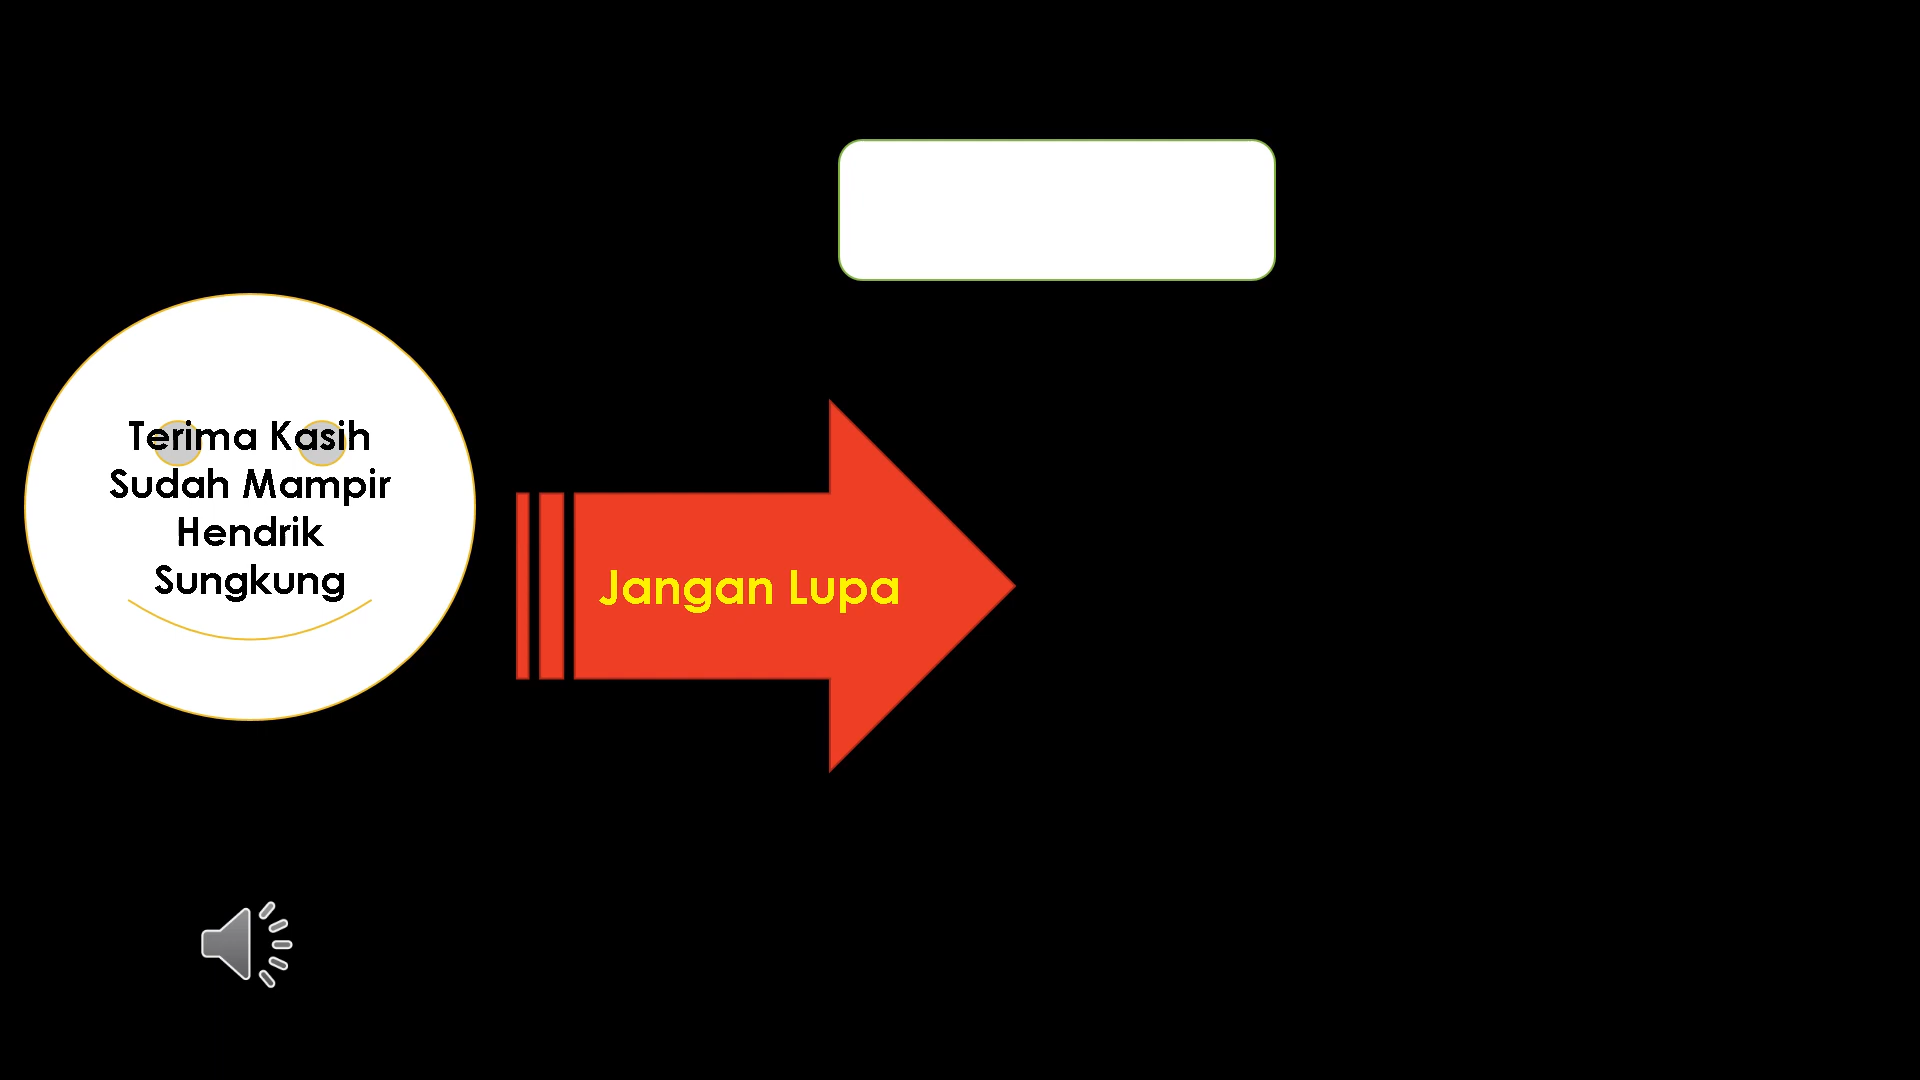 Terima Kasih
Sudah Mampir
Hendrik
Sungkung
Jangan Lupa